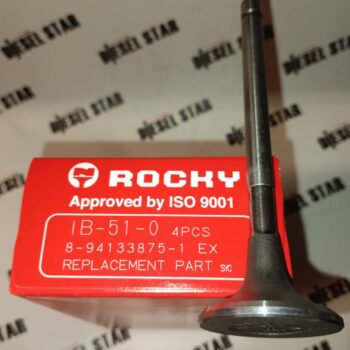 DIESEL STAR
ROCKY
Approved by ISO 9001
IB-51-0 4PCS
8-94133875-1 EX
REPLACEMENT PART S/C